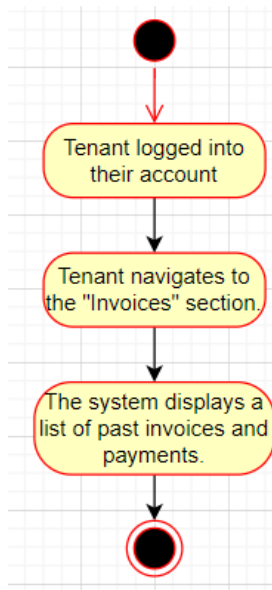 Tenant logged into
their account
Tenant navigates to
the "Invoices" section.
The system displays a
list of past invoices and
payments.